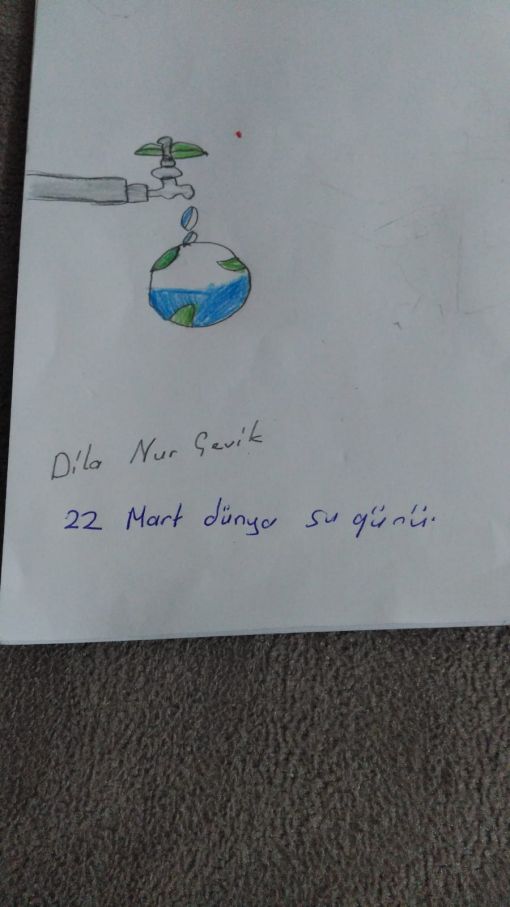 Dila Nur Çevik
22 Mart dünya su günü.